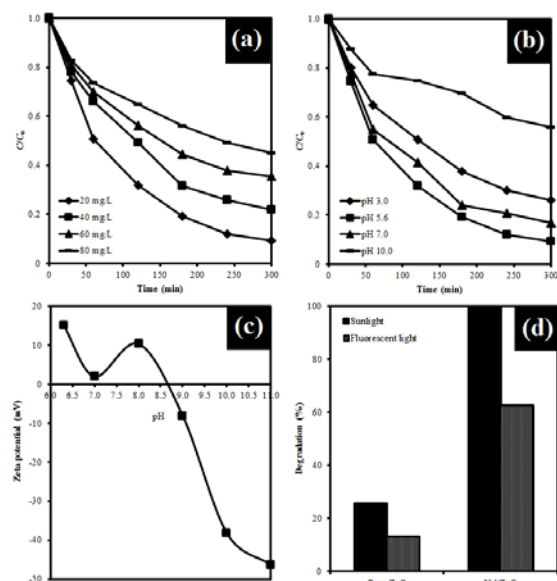 (a)
C/C₀
1
0.8
0.6
0.4
0.2
0
20 mg/L
40 mg/L
60 mg/L
80 mg/L
0 50 100 150 200 250 300
Time (min)
(b)
C/C₀
1
0.8
0.6
0.4
0.2
0
pH 3.0
pH 5.6
pH 7.0
pH 10.0
0 50 100 150 200 250 300
Time (min)
(c)
Zeta potential (mV)
20
10
0
-10
-20
-30
-40
-50
6.0 6.5 7.0 7.5 8.0 8.5 9.0 9.5 10.0 10.5 11.0
pH
(d)
Degradation (%)
100
80
60
40
20
0
Sunlight
Fluorescent light